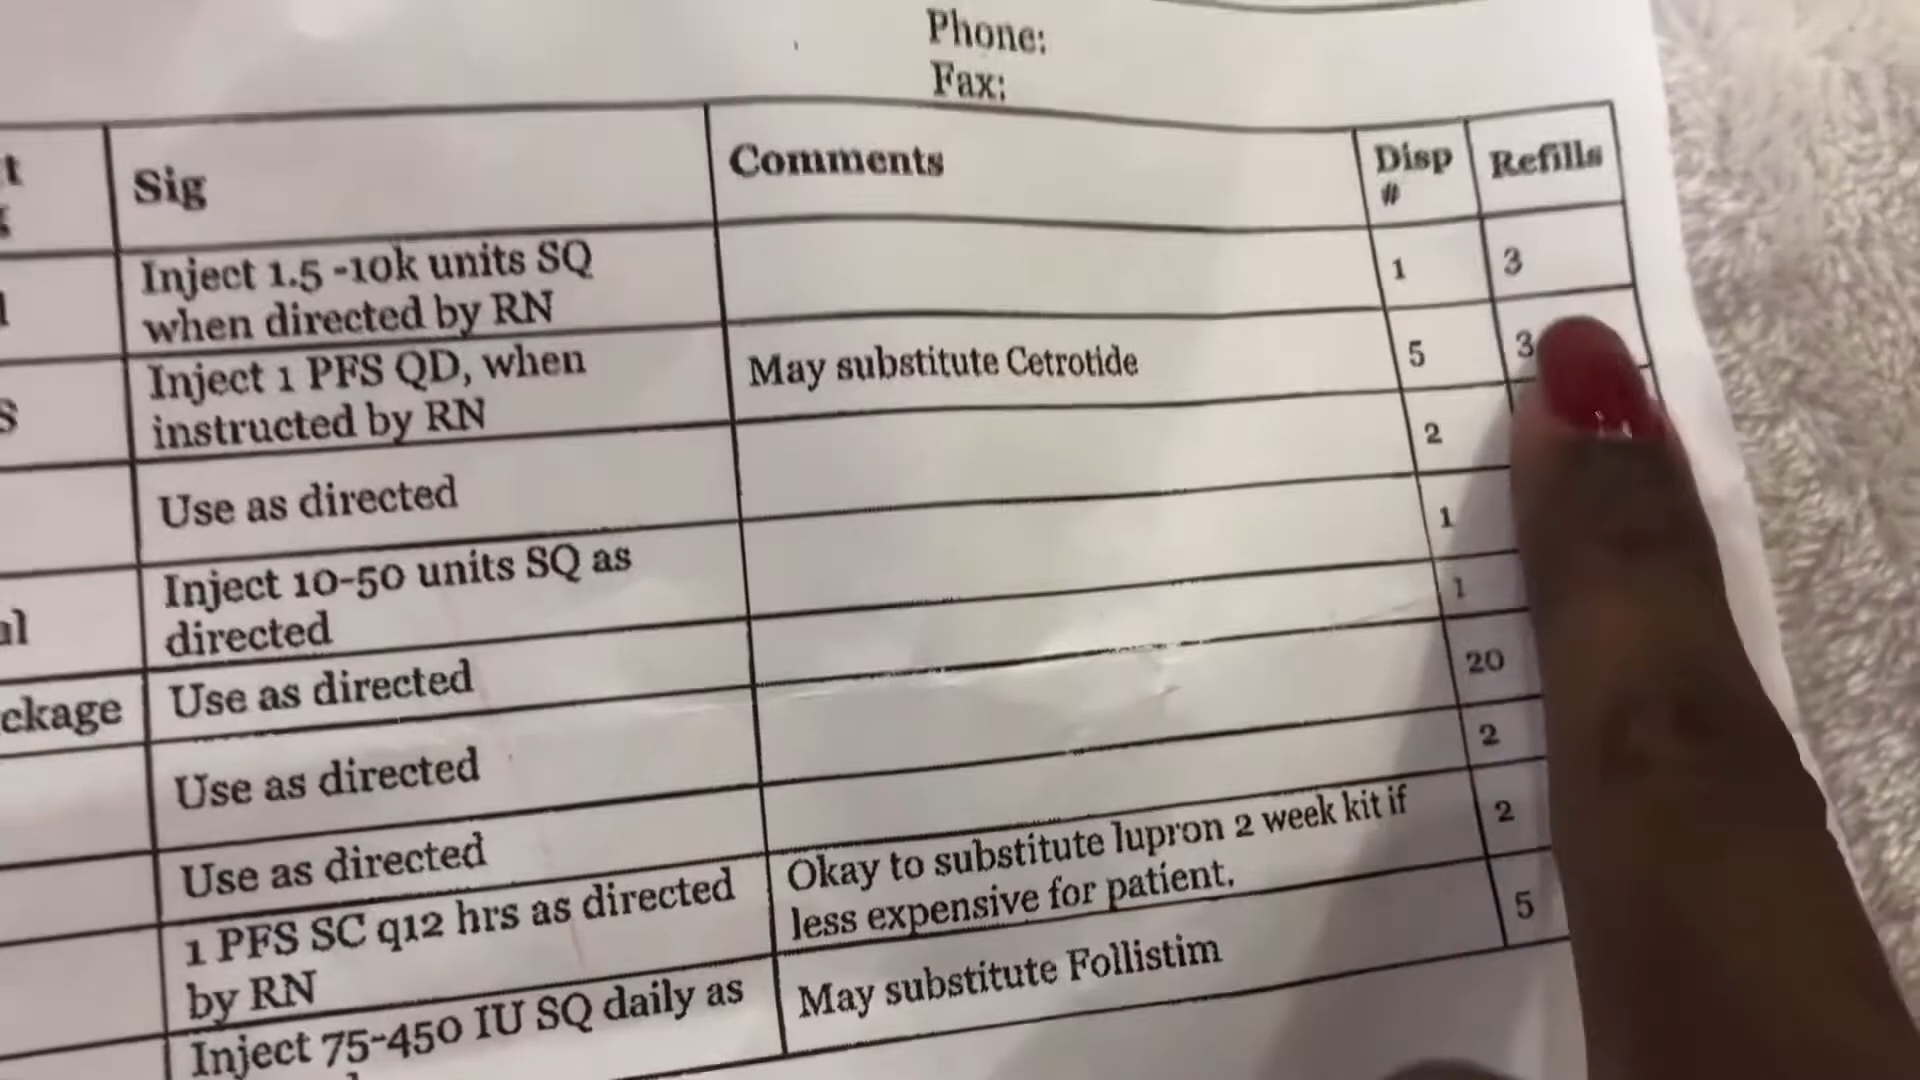 Phone:
Fax:
Sig
Comments
Disp
#
Refills
Inject 1.5 -10k units SQ
when directed by RN
1
3
Inject 1 PFS QD, when
instructed by RN
May substitute Cetrotide
5
3
Use as directed
2
Inject 10-50 units SQ as
directed
1
ckage
Use as directed
1
Use as directed
20
Use as directed
2
1 PFS SC q12 hrs as directed
by RN
Okay to substitute lupron 2 week kit if
less expensive for patient.
2
Inject 75-450 IU SQ daily as
May substitute Follistim
5